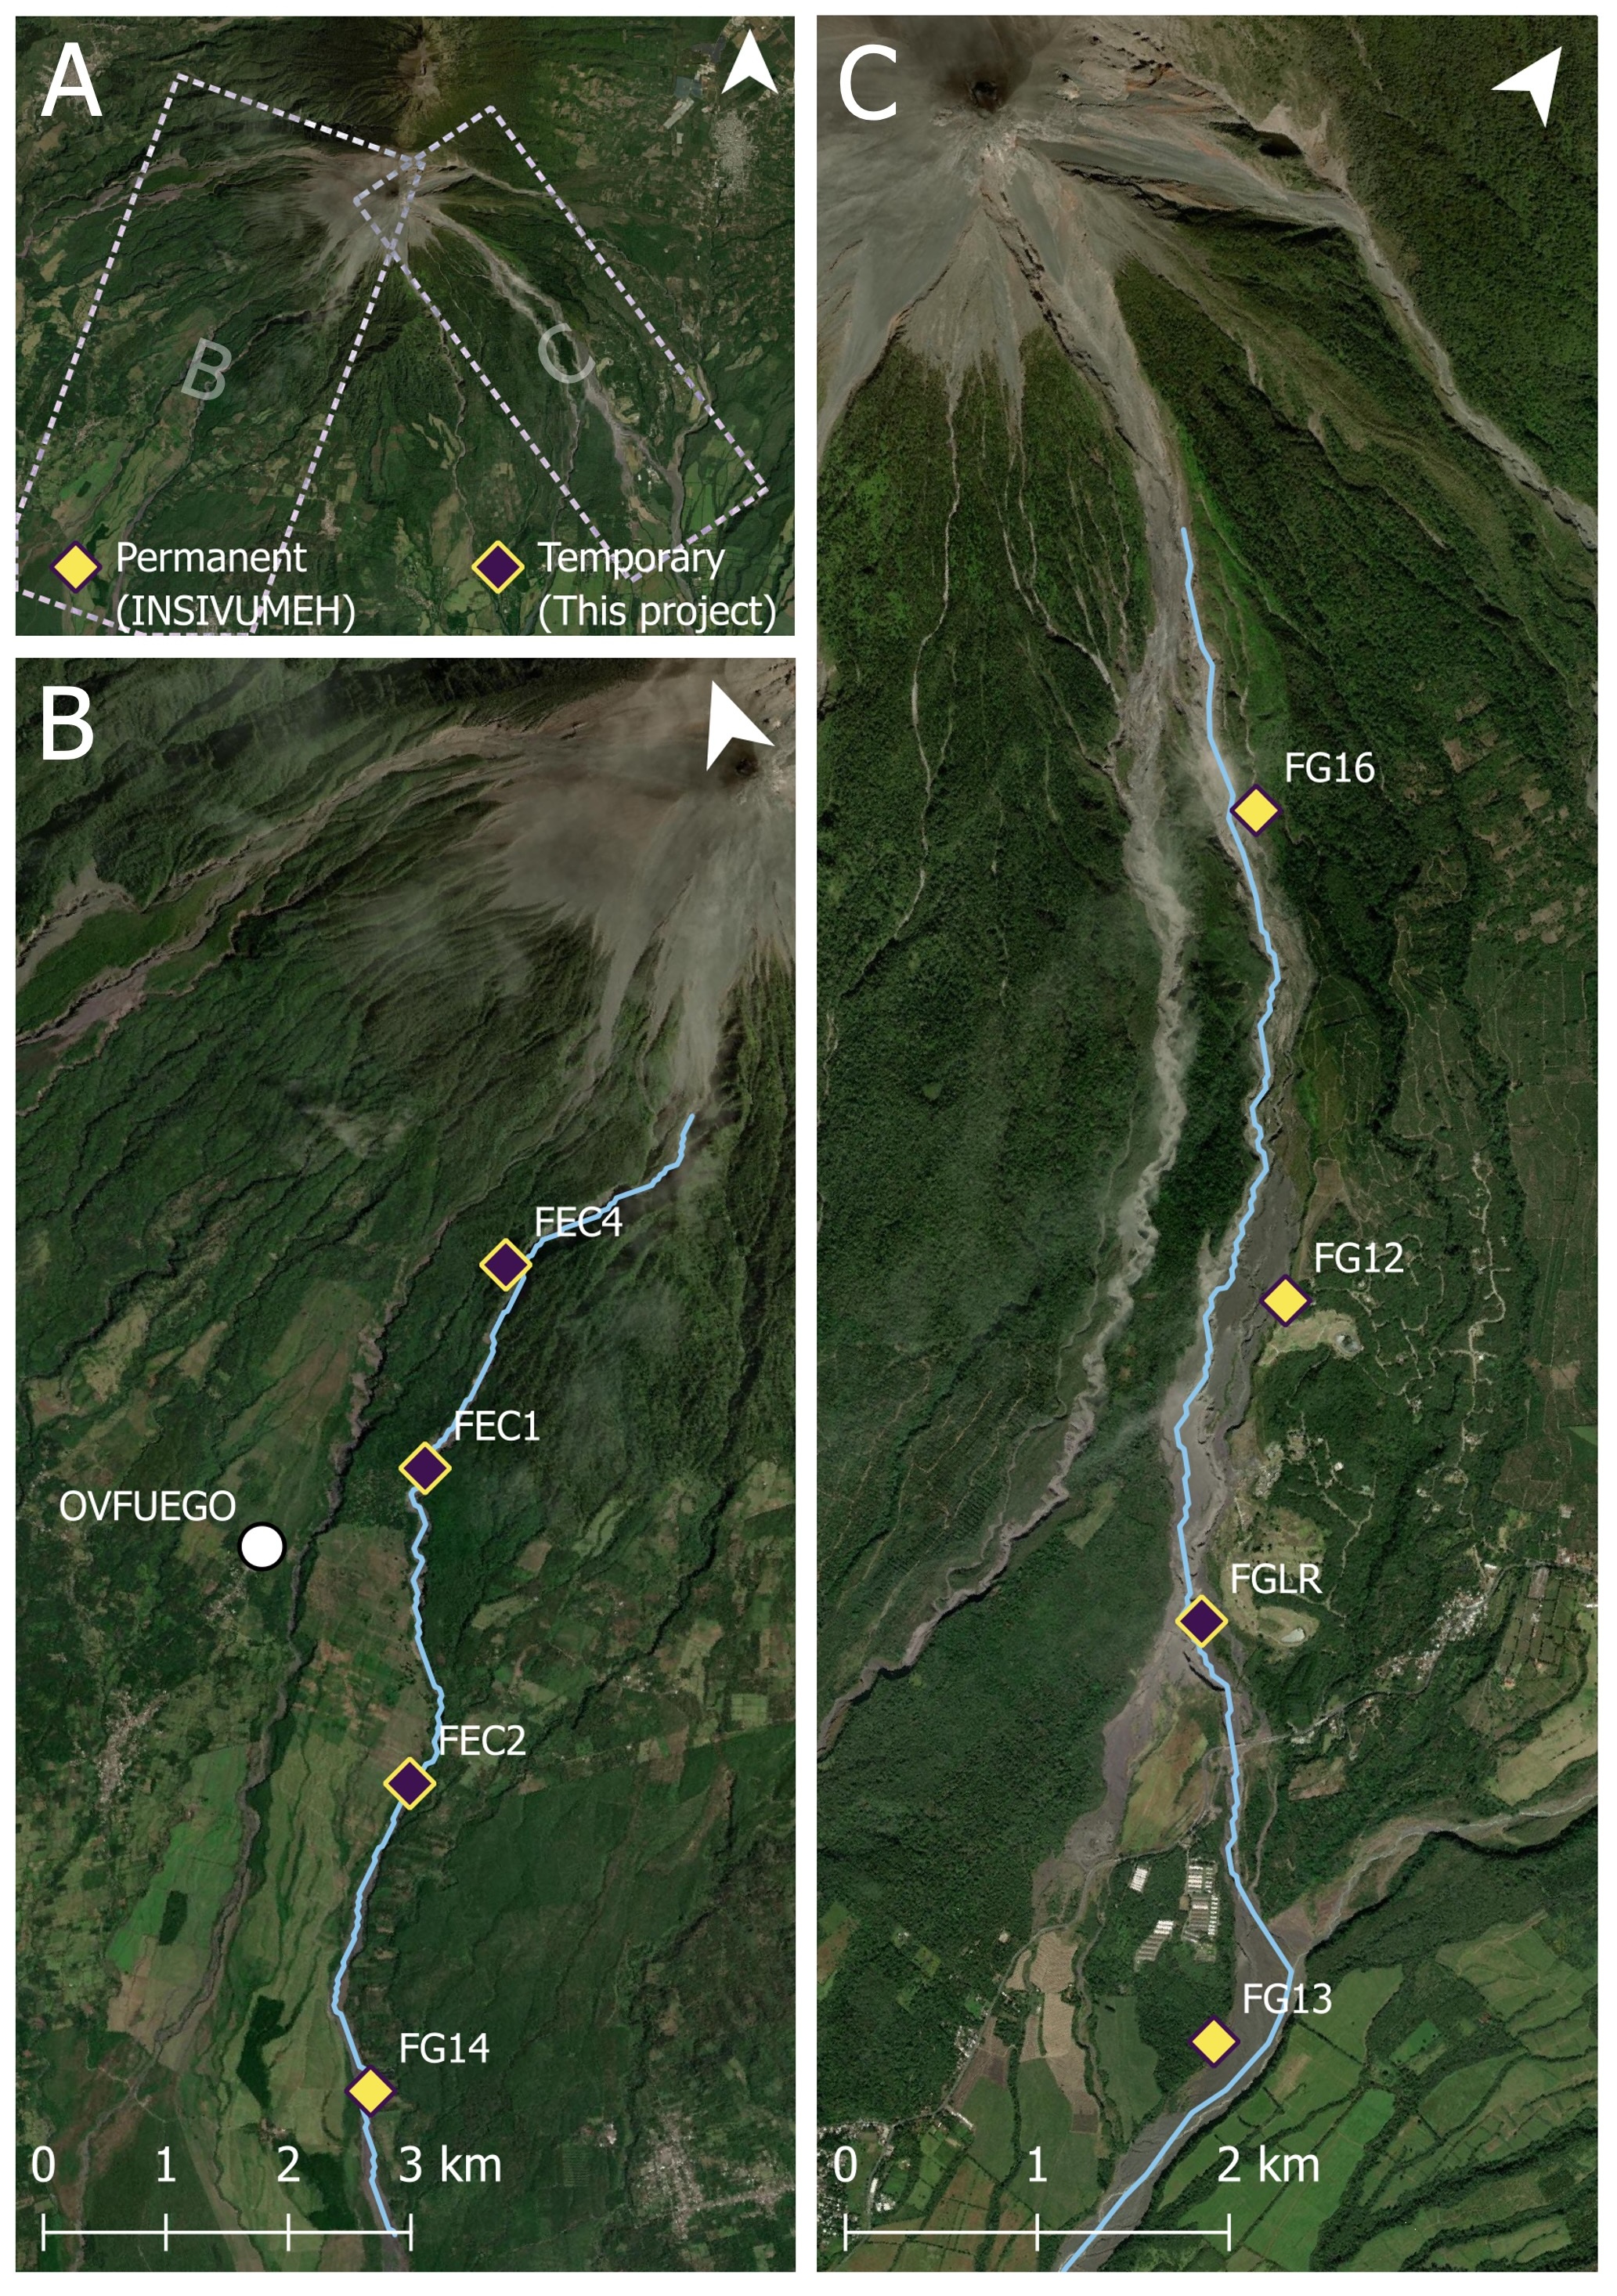 A
B
C
Permanent
(INSIVUMEH)
Temporary
(This project)
B
FEC4
FEC1
OVFUEGO
FEC2
FG14
0 1 2 3 km
C
FG16
FG12
FGLR
FG13
0 1 2 km